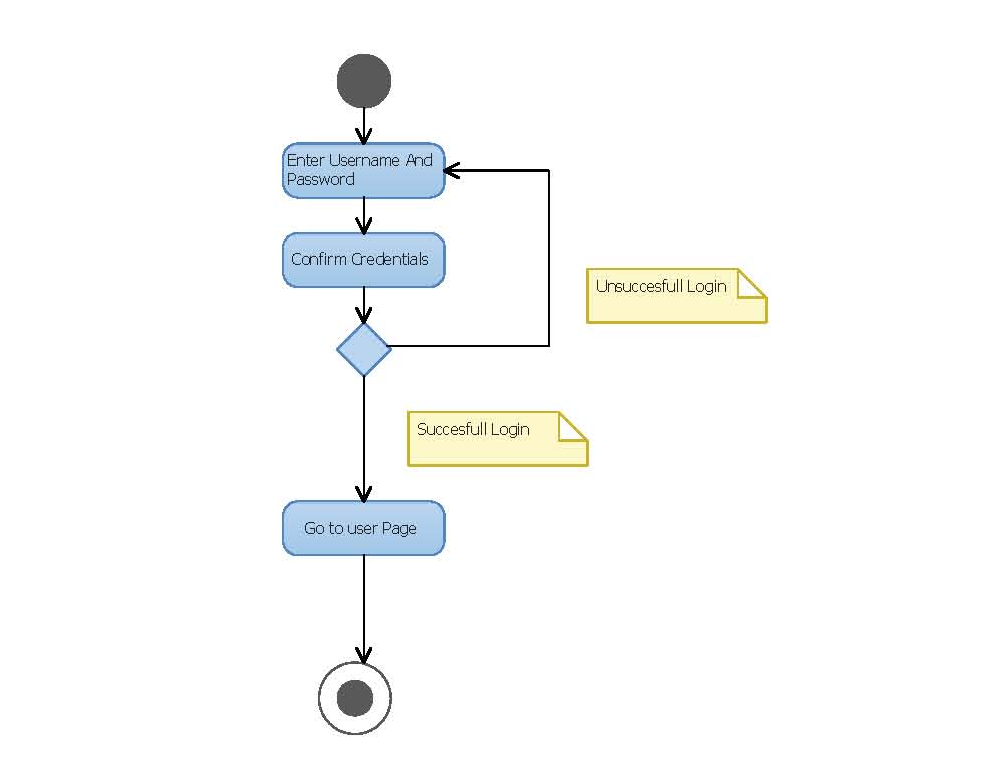 Enter Username And
Password
Confirm Credentials
Unsuccesfull Login
Succesfull Login
Go to user Page